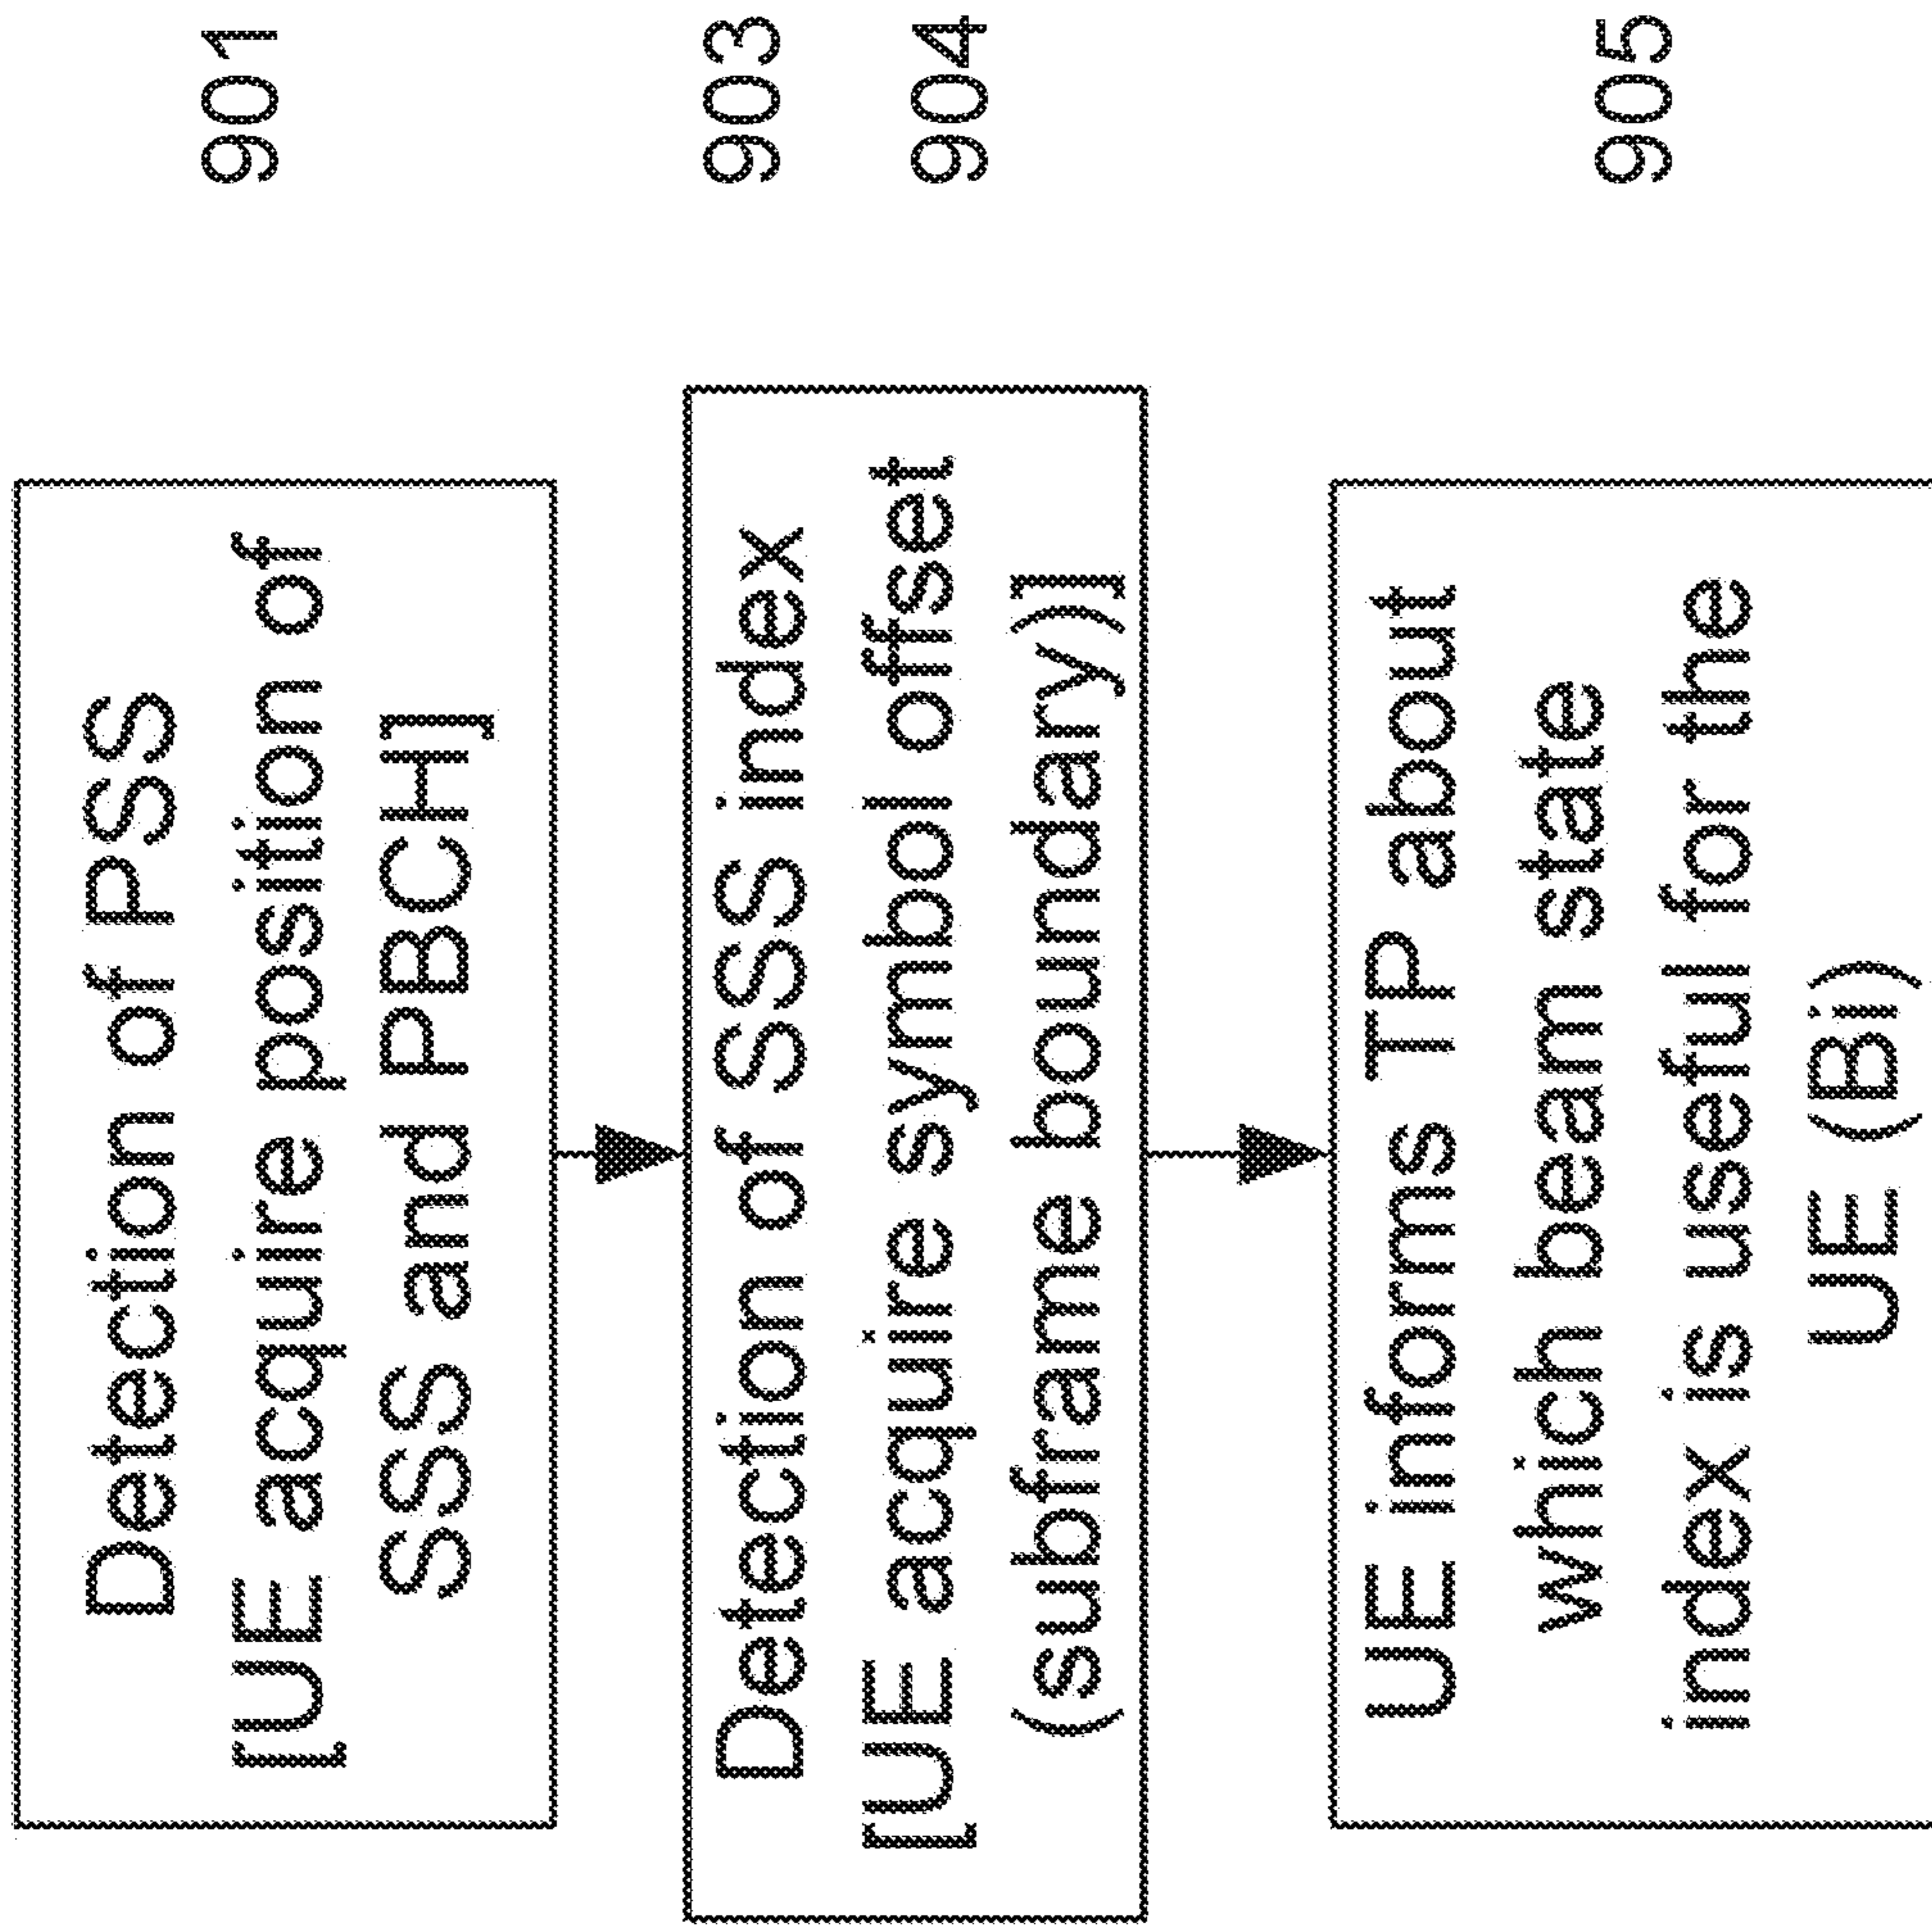 Detection of PSS
[UE acquire position of
SSS and PBCH]
901
Detection of SSS index
[UE acquire symbol offset
(subframe boundary)]
903
904
UE informs TP about
which beam state
index is useful for the
UE (Bi)
905